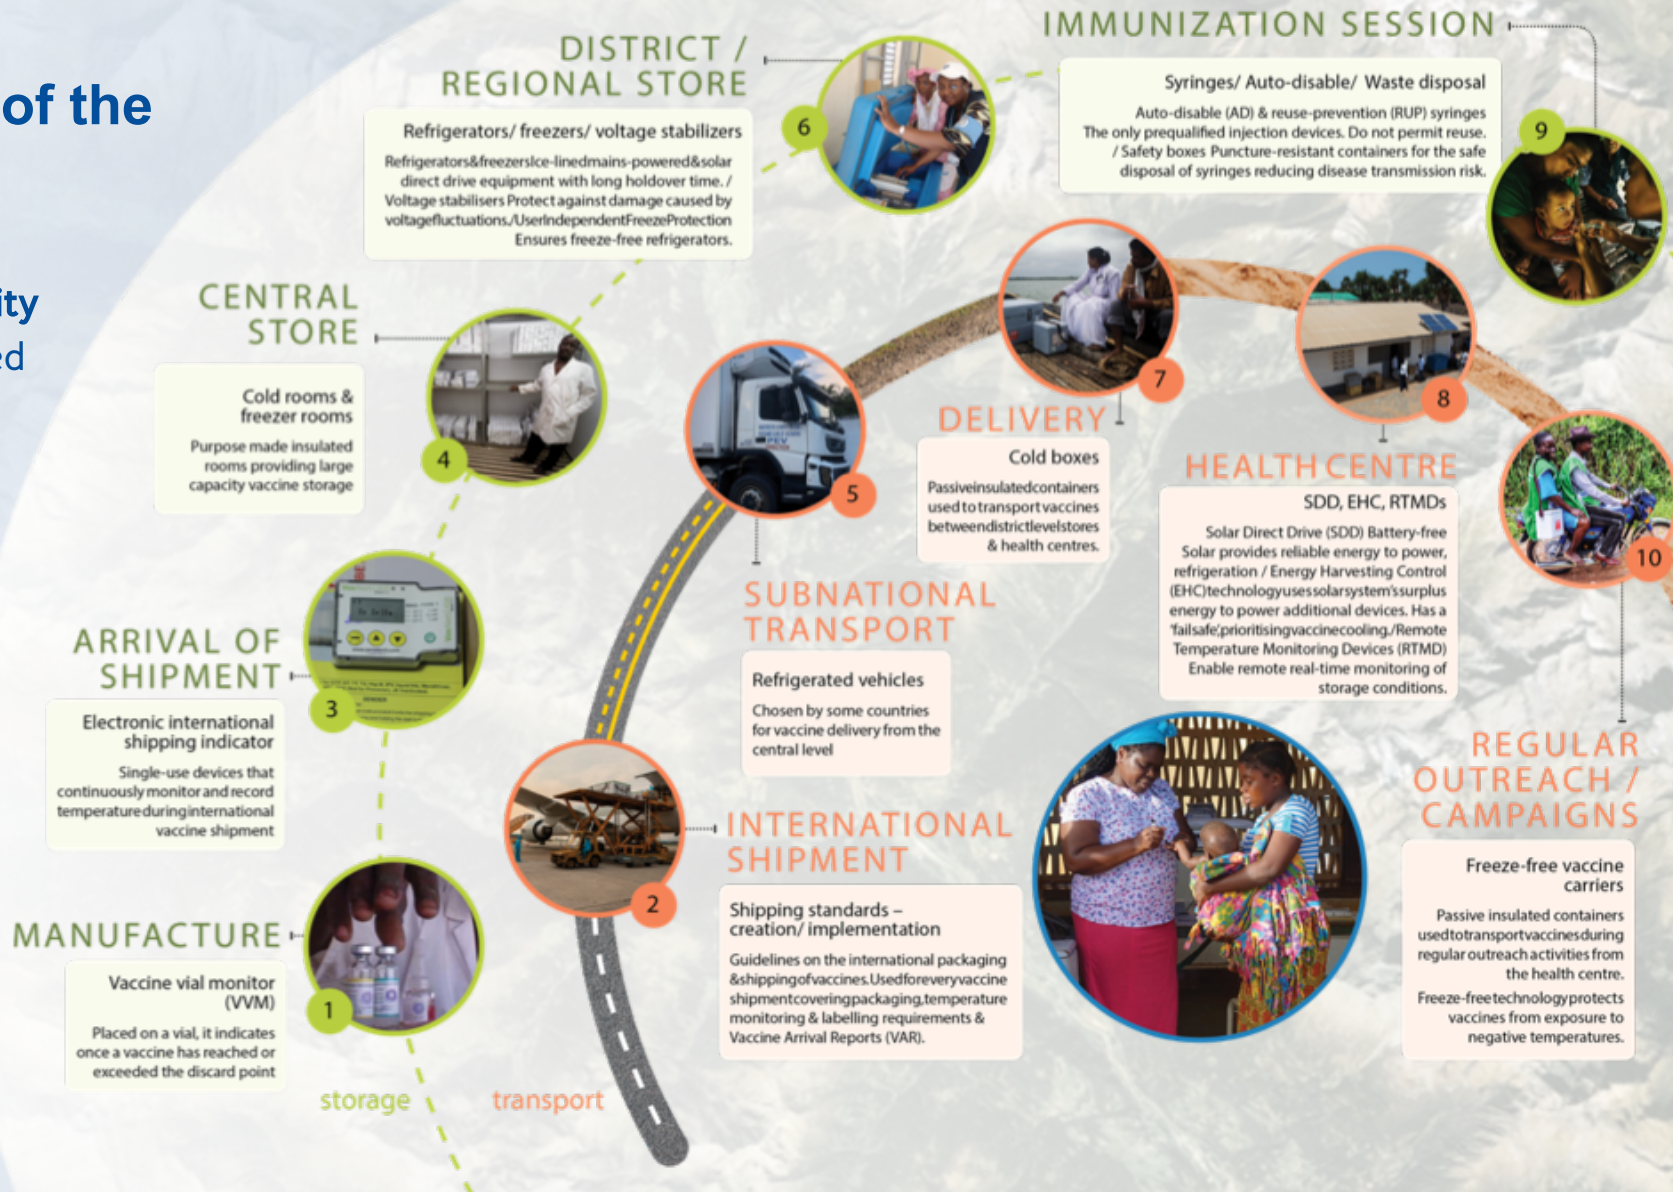 of the
ity
ed
DISTRICT /
REGIONAL STORE
Refrigerators/ freezers/ voltage stabilizers
Refrigerators&freezersIce-linedmains-powered&solar
direct drive equipment with long holdover time. /
Voltage stabilisers Protect against damage caused by
voltagefluctuations./UserIndependentFreezeProtection
Ensures freeze-free refrigerators.
6
IMMUNIZATION SESSION
Syringes/ Auto-disable/ Waste disposal
Auto-disable (AD) & reuse-prevention (RUP) syringes
The only prequalified injection devices. Do not permit reuse.
/ Safety boxes Puncture-resistant containers for the safe
disposal of syringes reducing disease transmission risk.
9
CENTRAL
STORE
Cold rooms &
freezer rooms
Purpose made insulated
rooms providing large
capacity vaccine storage
4
5
SUBNATIONAL
TRANSPORT
Refrigerated vehicles
Chosen by some countries
for vaccine delivery from the
central level
7
DELIVERY
Cold boxes
Passiveinsulatedcontainers
used to transport vaccines
betweendistrictlevelstores
& health centres.
8
HEALTH CENTRE
SDD, EHC, RTMDs
Solar Direct Drive (SDD) Battery-free
Solar provides reliable energy to power,
refrigeration / Energy Harvesting Control
(EHC)technologyusessolarsystem'ssurplus
energy to power additional devices. Has a
'failsafe',prioritisingvaccinecooling./Remote
Temperature Monitoring Devices (RTMD)
Enable remote real-time monitoring of
storage conditions.
10
REGULAR
OUTREACH /
CAMPAIGNS
Freeze-free vaccine
carriers
Passive insulated containers
usedtotransportvaccinesduring
regular outreach activities from
the health centre.
Freeze-freetechnologyprotects
vaccines from exposure to
negative temperatures.
ARRIVAL OF
SHIPMENT
Electronic international
shipping indicator
Single-use devices that
continuously monitor and record
temperatureduringinternational
vaccine shipment
3
2
INTERNATIONAL
SHIPMENT
Shipping standards –
creation/ implementation
Guidelines on the international packaging
&shippingofvaccines.Usedforeveryvaccine
shipmentcoveringpackaging,temperature
monitoring & labelling requirements &
Vaccine Arrival Reports (VAR).
MANUFACTURE
Vaccine vial monitor
(VVM)
Placed on a vial, it indicates
once a vaccine has reached or
exceeded the discard point
1
storage
transport